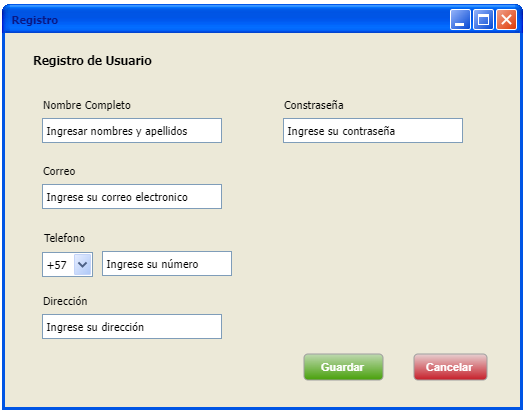 Registro
Registro de Usuario
Nombre Completo
Constraseña
Ingresar nombres y apellidos
Ingrese su contraseña
Correo
Ingrese su correo electronico
Telefono
+57
Ingrese su número
Dirección
Ingrese su dirección
Guardar
Cancelar